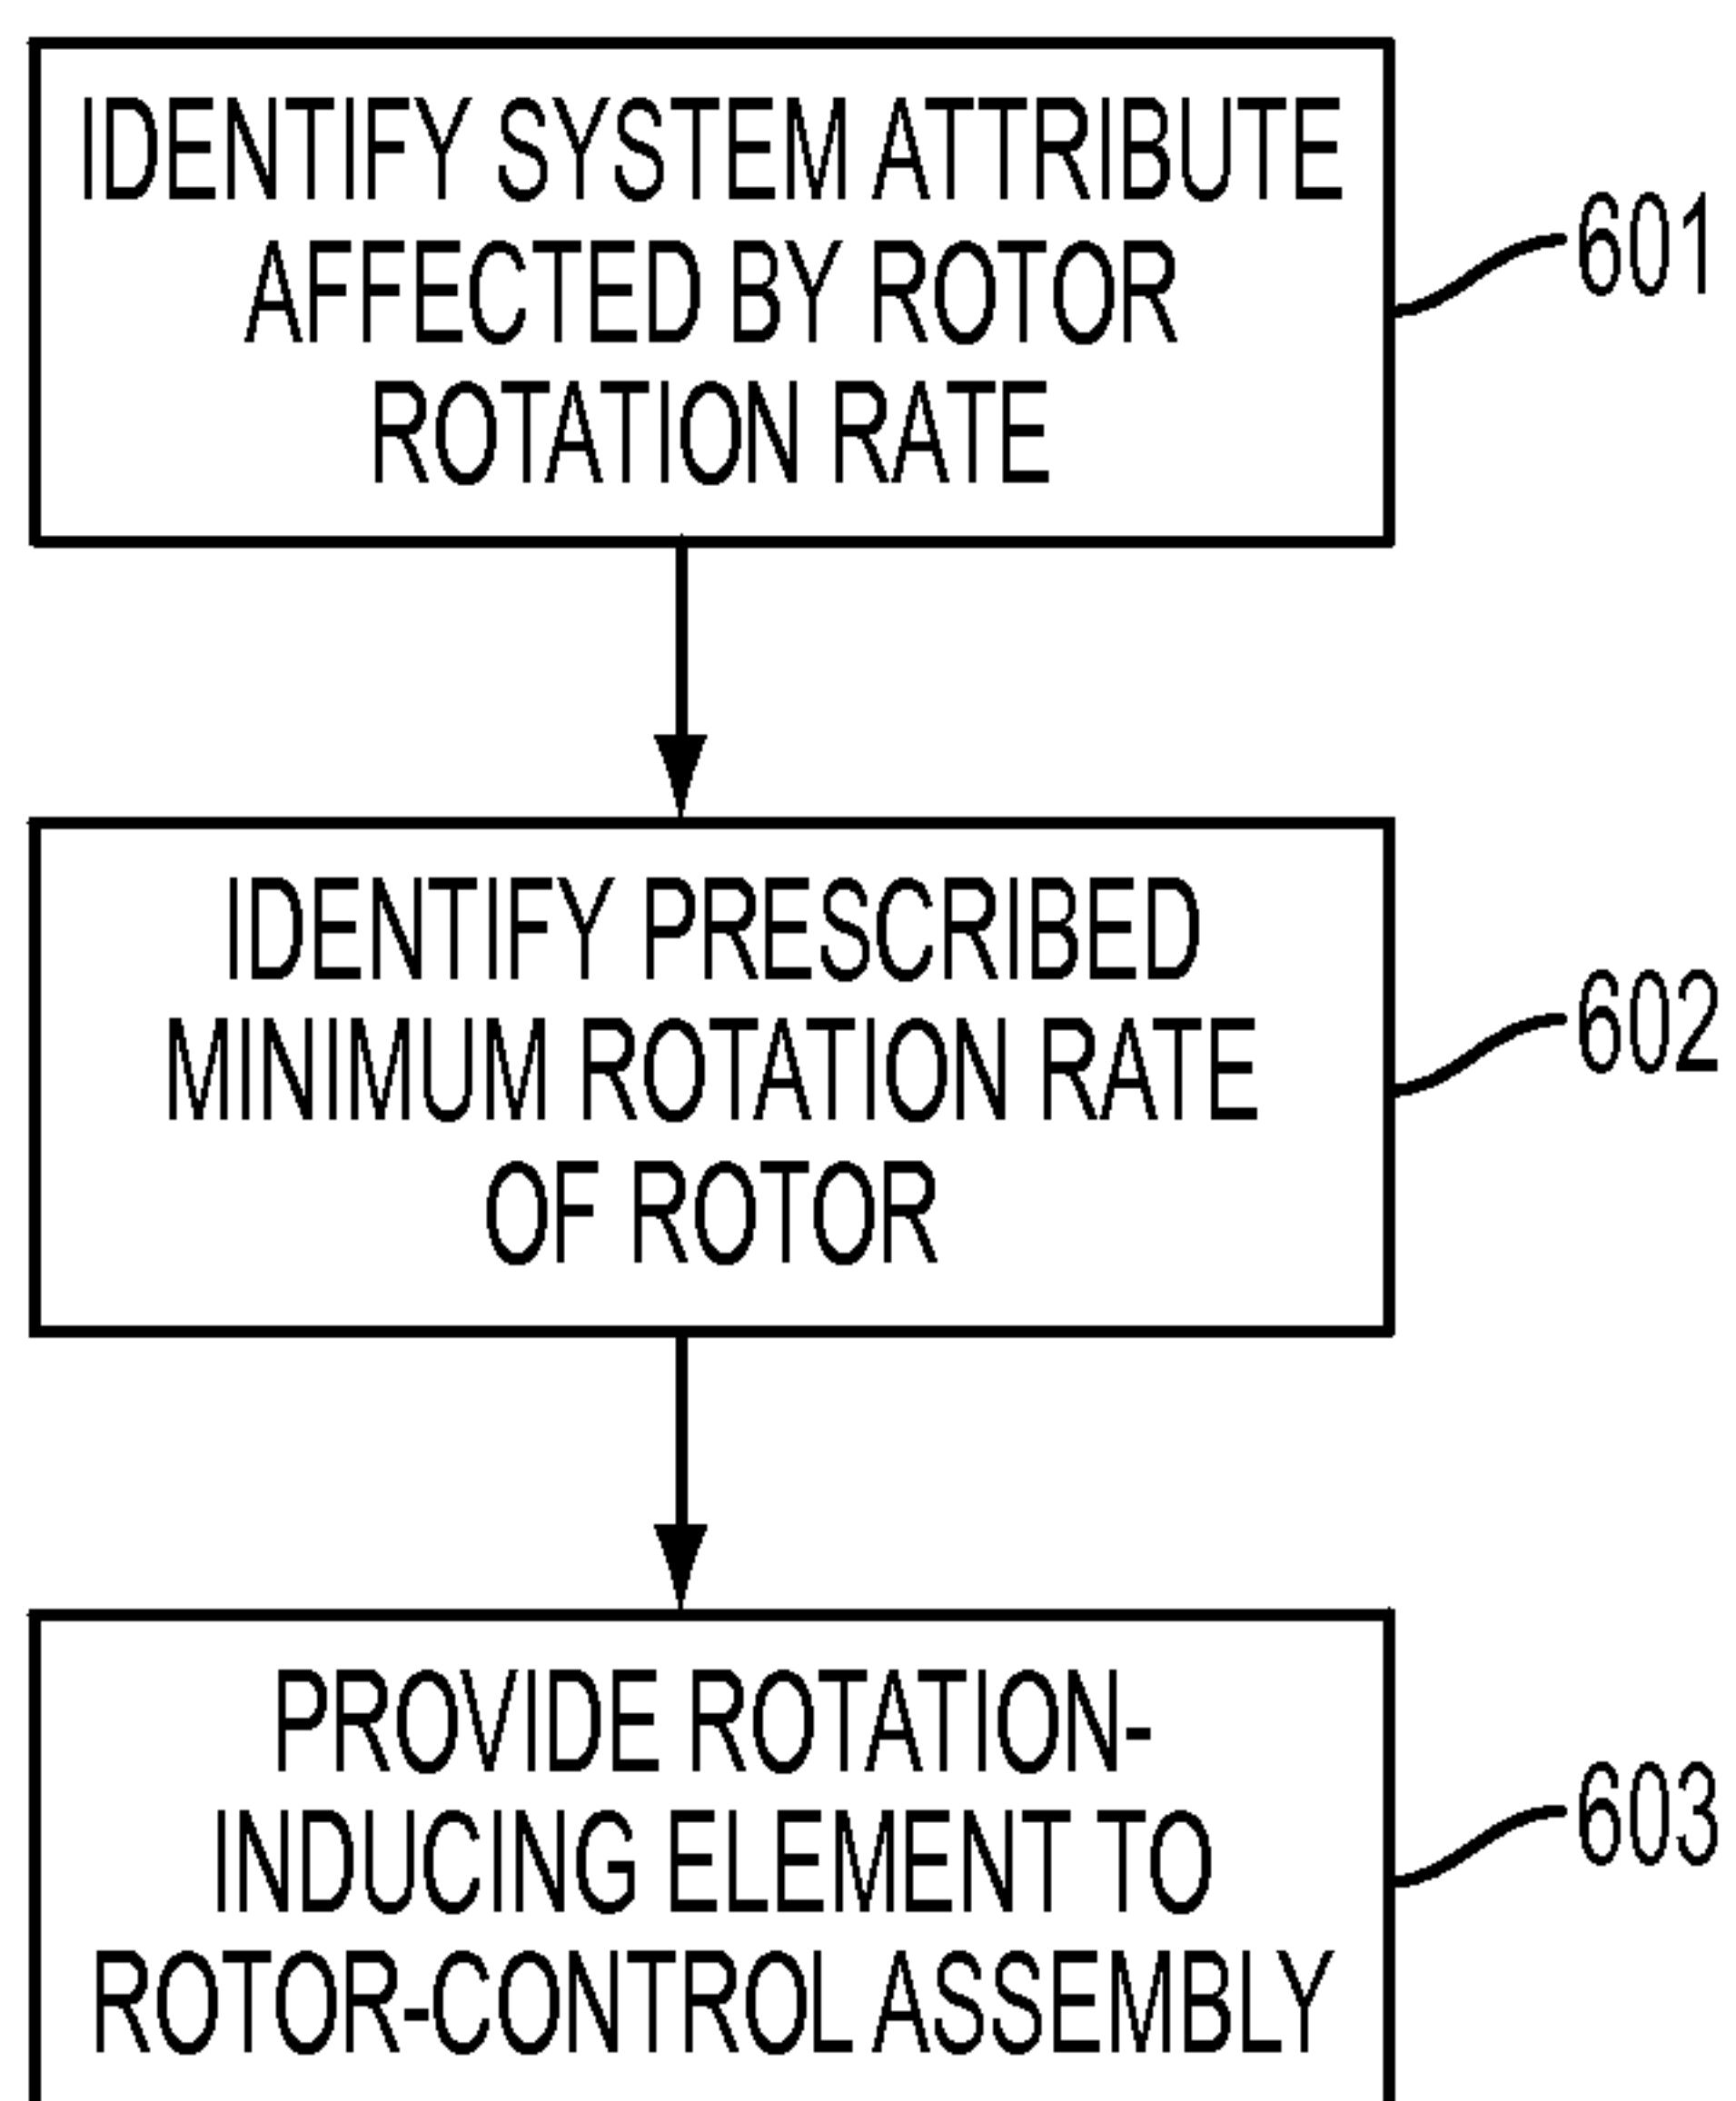 IDENTIFY SYSTEM ATTRIBUTE
AFFECTED BY ROTOR
ROTATION RATE
601
IDENTIFY PRESCRIBED
MINIMUM ROTATION RATE
OF ROTOR
602
PROVIDE ROTATION-
INDUCING ELEMENT TO
ROTOR-CONTROL ASSEMBLY
603